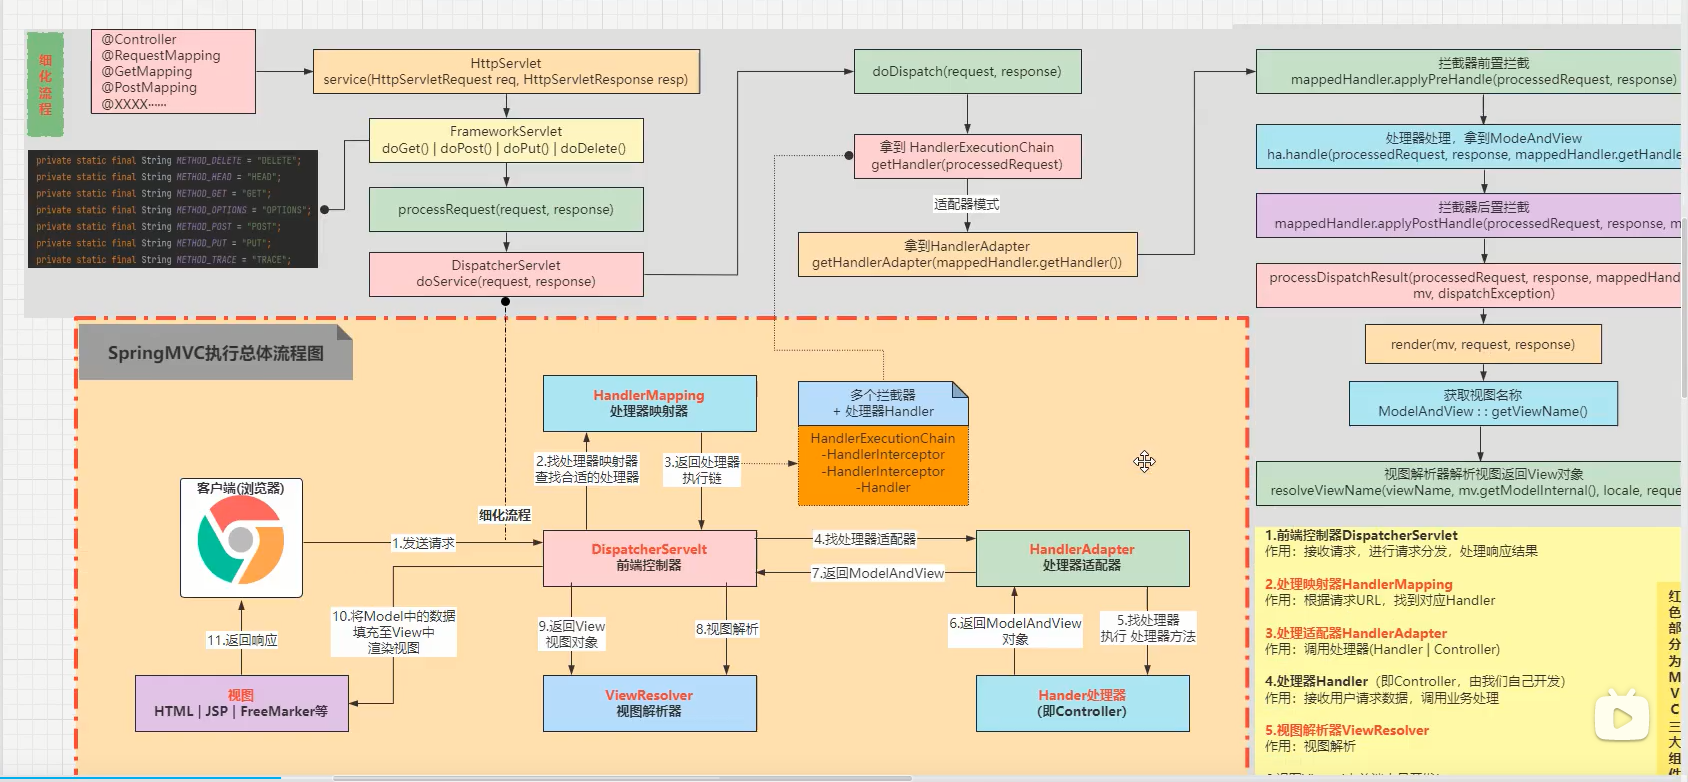 细
化
流
程
@Controller
@RequestMapping
@GetMapping
@PostMapping
@XXXX······
HttpServlet
service(HttpServletRequest req, HttpServletResponse resp)
FrameworkServlet
doGet() | doPost() | doPut() | doDelete()
private static final String METHOD_DELETE = "DELETE";
private static final String METHOD_HEAD = "HEAD";
private static final String METHOD_GET = "GET";
private static final String METHOD_OPTIONS = "OPTIONS";
private static final String METHOD_POST = "POST";
private static final String METHOD_PUT = "PUT";
private static final String METHOD_TRACE = "TRACE";
processRequest(request, response)
DispatcherServlet
doService(request, response)
doDispatch(request, response)
拿到 HandlerExecutionChain
getHandler(processedRequest)
适配器模式
拿到HandlerAdapter
getHandlerAdapter(mappedHandler.getHandler())
拦截器前置拦截
mappedHandler.applyPreHandle(processedRequest, response)
处理器处理，拿到ModeAndView
ha.handle(processedRequest, response, mappedHandler.getHandle
拦截器后置拦截
mappedHandler.applyPostHandle(processedRequest, response, m
processDispatchResult(processedRequest, response, mappedHand
mv, dispatchException)
render(mv, request, response)
获取视图名称
ModelAndView : : getViewName()
视图解析器解析视图返回View对象
resolveViewName(viewName, mv.getModelInternal(), locale, reque
SpringMVC执行总体流程图
HandlerMapping
处理器映射器
多个拦截器
+ 处理器Handler
HandlerExecutionChain
-HandlerInterceptor
-HandlerInterceptor
-Handler
2.找处理器映射器
查找合适的处理器
3.返回处理器
执行链
客户端(浏览器)
细化流程
1.发送请求
DispatcherServelt
前端控制器
4.找处理器适配器
7.返回ModelAndView
HandlerAdapter
处理器适配器
10.将Model中的数据
填充至View中
渲染视图
11.返回响应
9.返回View
视图对象
8.视图解析
6.返回ModelAndView
对象
5.找处理器
执行 处理器方法
视图
HTML | JSP | FreeMarker等
ViewResolver
视图解析器
Hander处理器
(即Controller)
1.前端控制器DispatcherServlet
作用：接收请求，进行请求分发，处理响应结果
2.处理映射器HandlerMapping
作用：根据请求URL，找到对应Handler
3.处理适配器HandlerAdapter
作用：调用处理器(Handler | Controller)
4.处理器Handler（即Controller，由我们自己开发）
作用：接收用户请求数据，调用业务处理
5.视图解析器ViewResolver
作用：视图解析
红
色
部
分
为
M
V
C
三
大
组
件